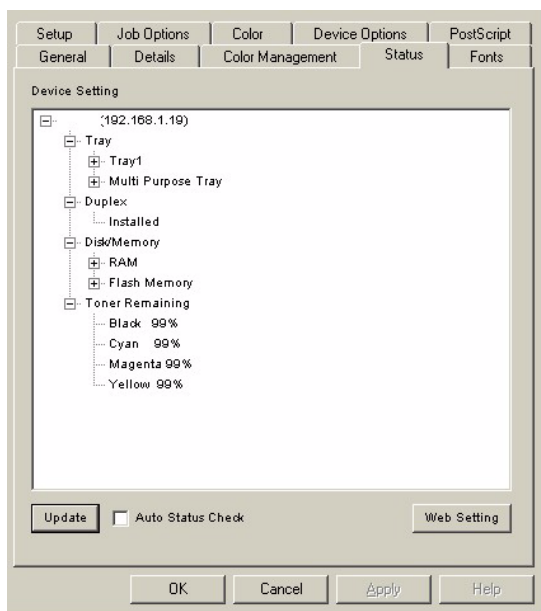 Setup Job Options Color Device Options PostScript
General Details Color Management Status Fonts
Device Setting
(192.168.1.19)
Tray
Tray1
Multi Purpose Tray
Duplex
Installed
Disk/Memory
RAM
Flash Memory
Toner Remaining
Black 99%
Cyan 99%
Magenta 99%
Yellow 99%
Update Auto Status Check Web Setting
OK Cancel Apply Help